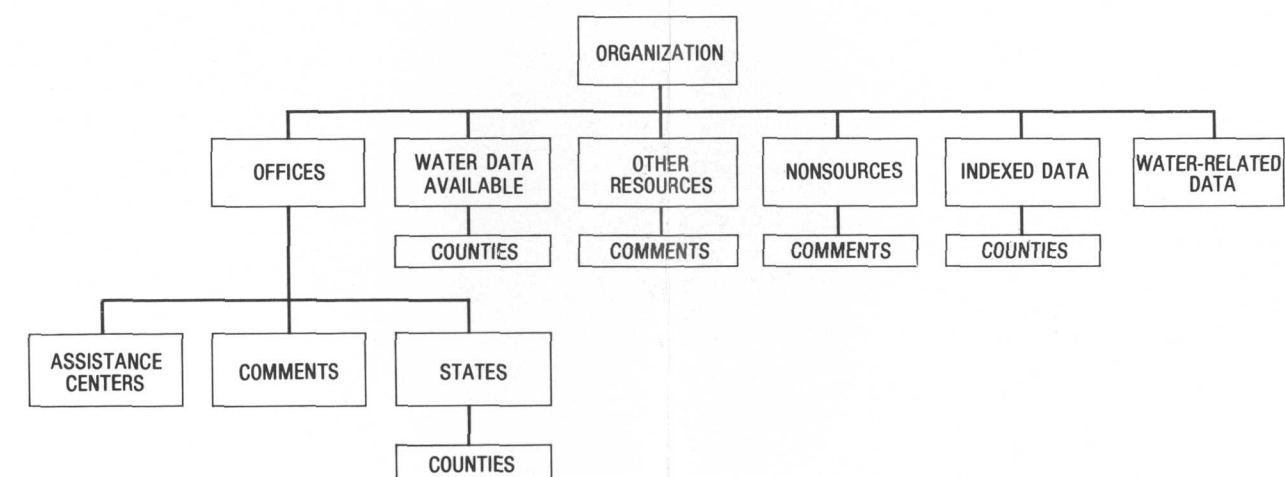 ORGANIZATION
OFFICES
WATER DATA
AVAILABLE
OTHER
RESOURCES
NONSOURCES
INDEXED DATA
WATER-RELATED
DATA
COUNTIES
COMMENTS
COMMENTS
COUNTIES
ASSISTANCE
CENTERS
COMMENTS
STATES
COUNTIES